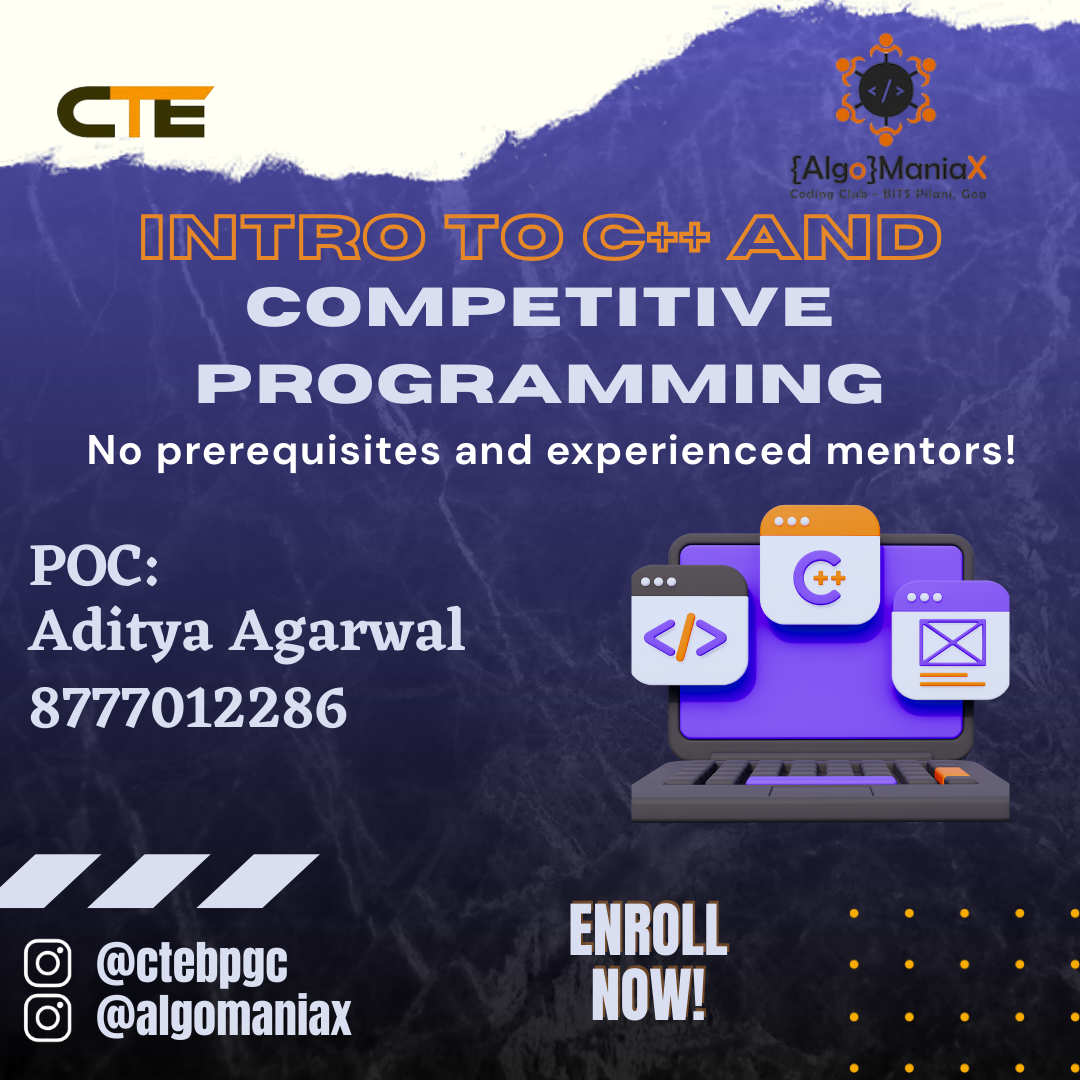 CTE
</>
{Algo}ManiaX
Coding Club - BITS Pilani, Goa
INTRO TO C++ AND
COMPETITIVE
PROGRAMMING
No prerequisites and experienced mentors!
POC:
Aditya Agarwal
8777012286
C++
</>
@ctebpgc
@algomaniax
ENROLL
NOW!